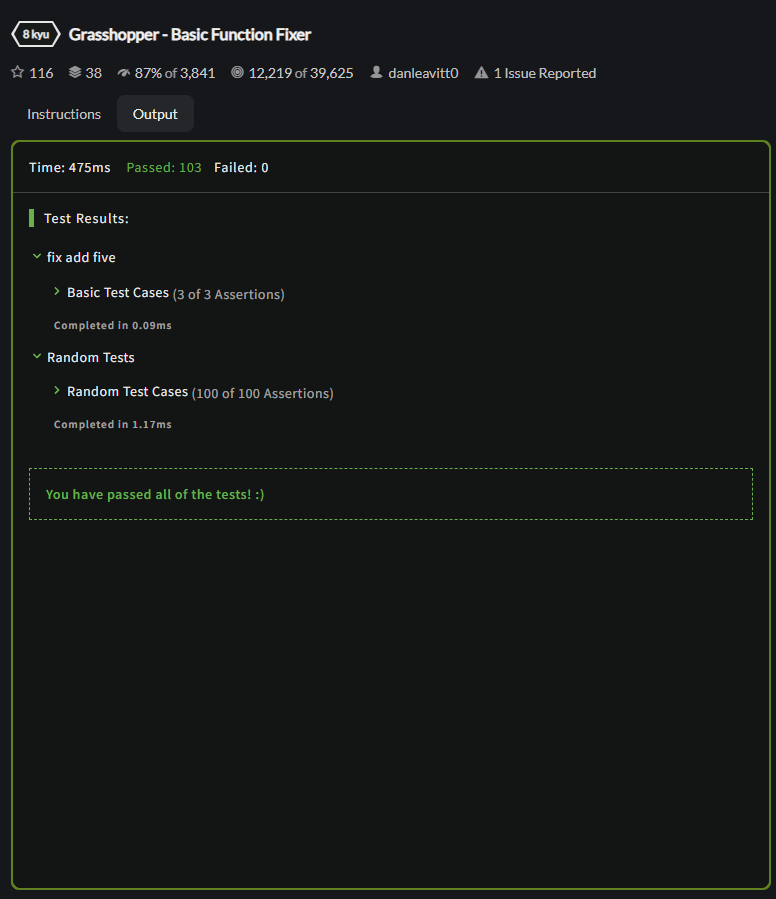 8 kyu Grasshopper - Basic Function Fixer
116 38 87% of 3,841 12,219 of 39,625 danleavitt0 1 Issue Reported
Instructions Output
Time: 475ms Passed: 103 Failed: 0
Test Results:
fix add five
Basic Test Cases (3 of 3 Assertions)
Completed in 0.09ms
Random Tests
Random Test Cases (100 of 100 Assertions)
Completed in 1.17ms
You have passed all of the tests! :)